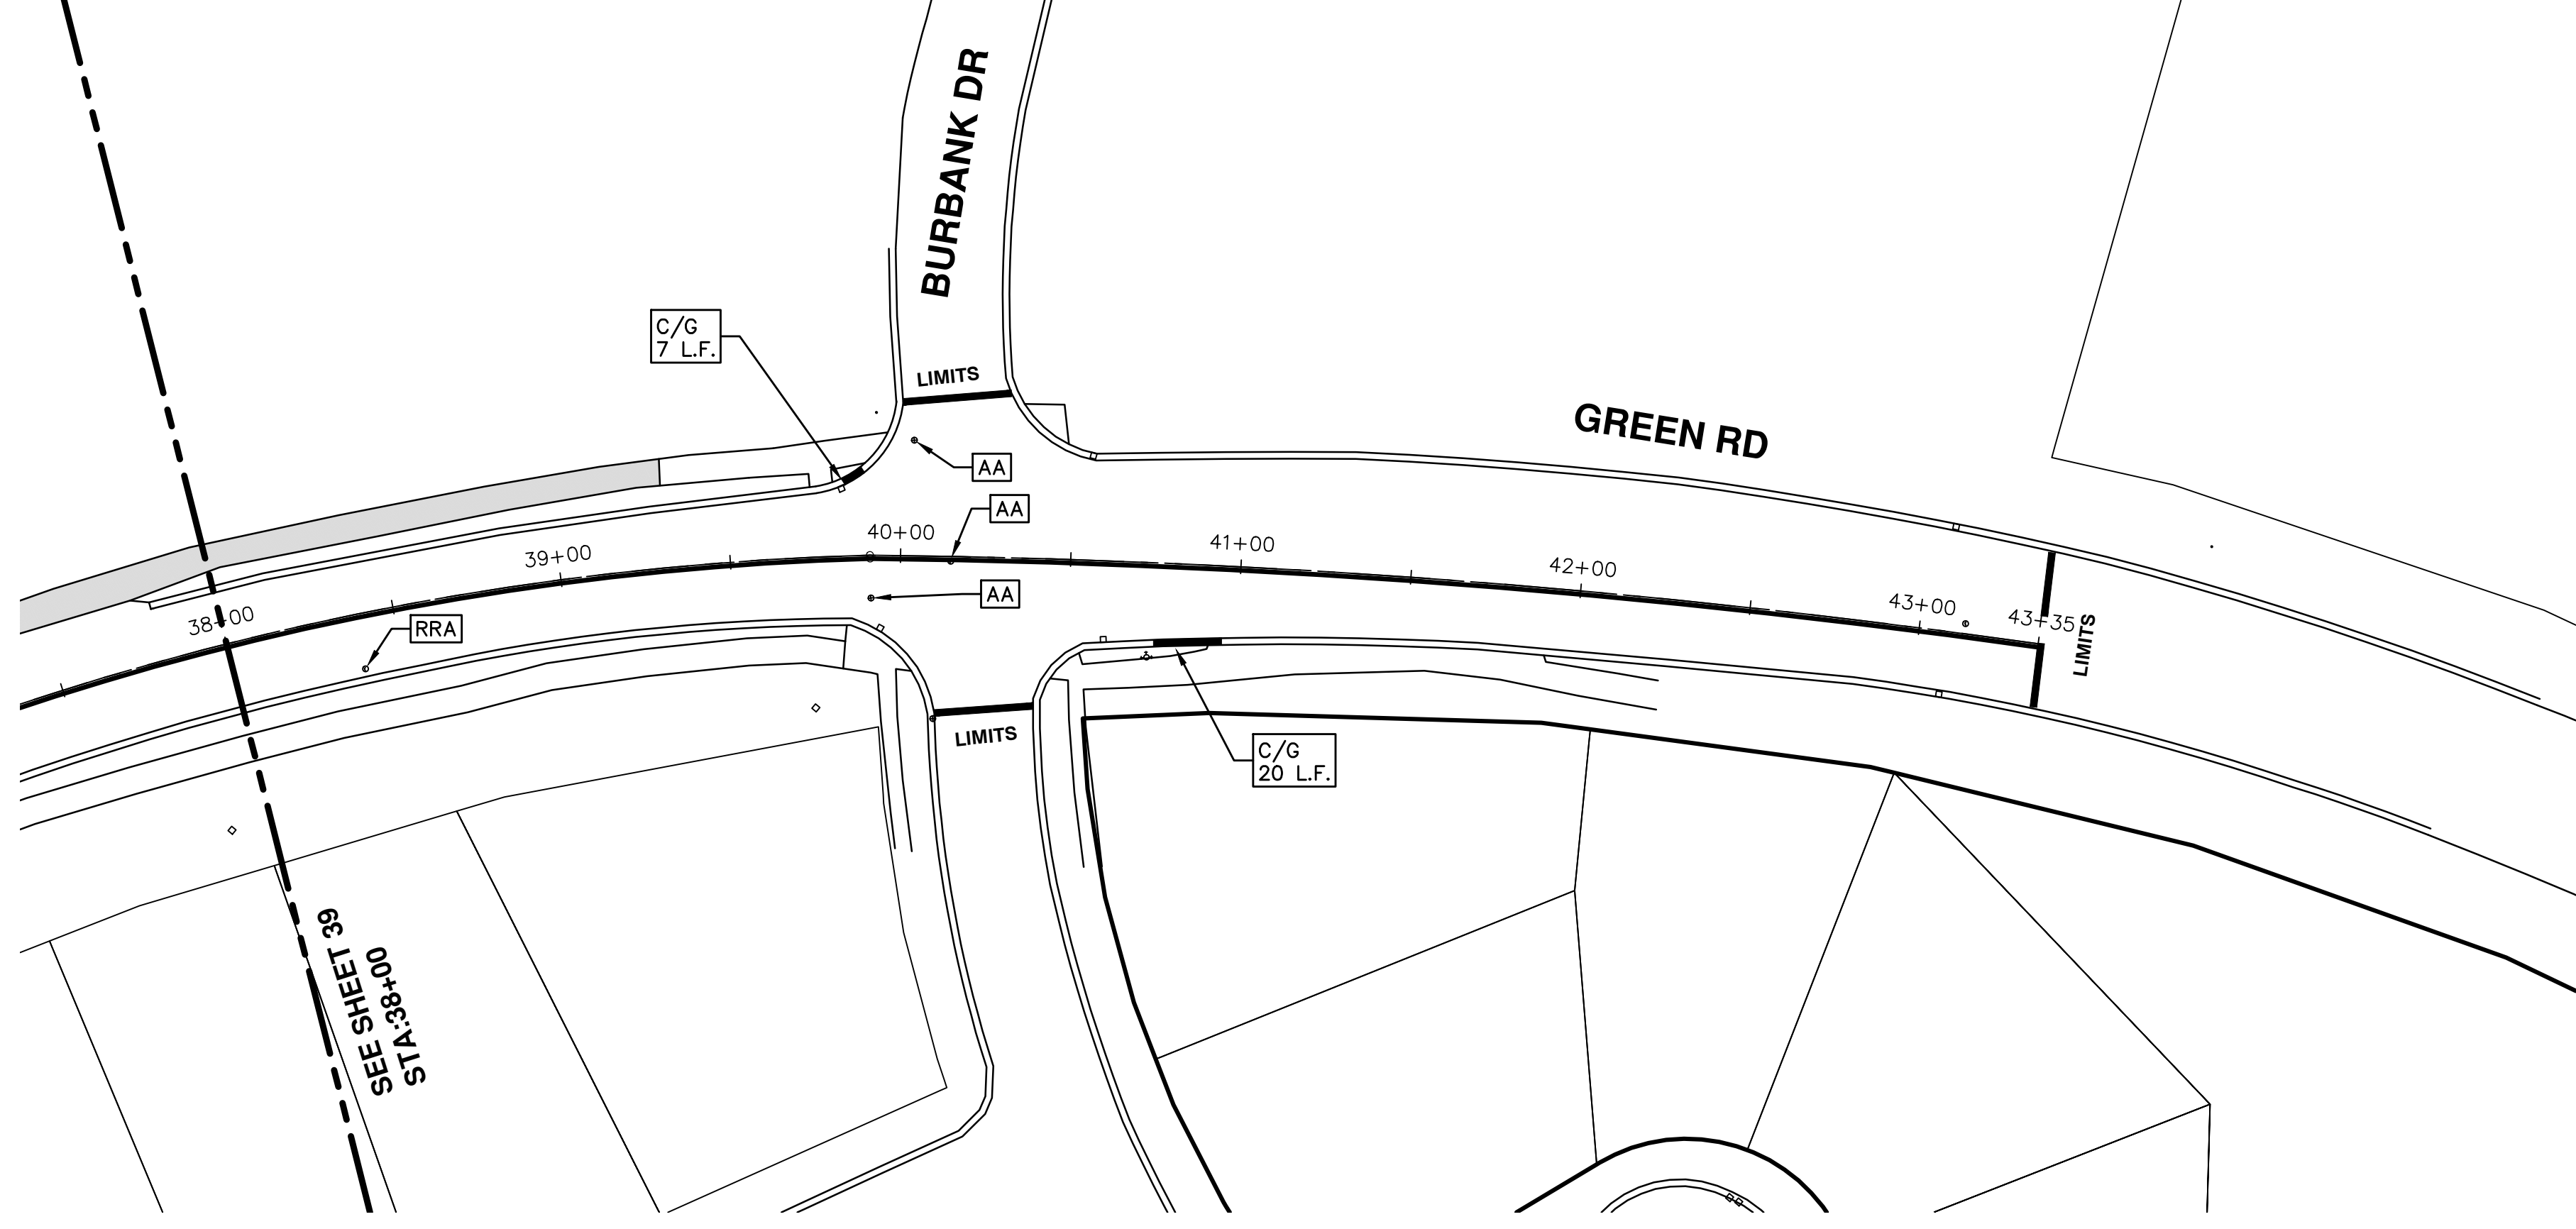 BURBANK DR
C/G
7 L.F.
LIMITS
GREEN RD
AA
AA
40+00
41+00
39+00
42+00
AA
43+00
38+00
43+35
RRA
LIMITS
LIMITS
C/G
20 L.F.
SEE SHEET 39
STA:38+00